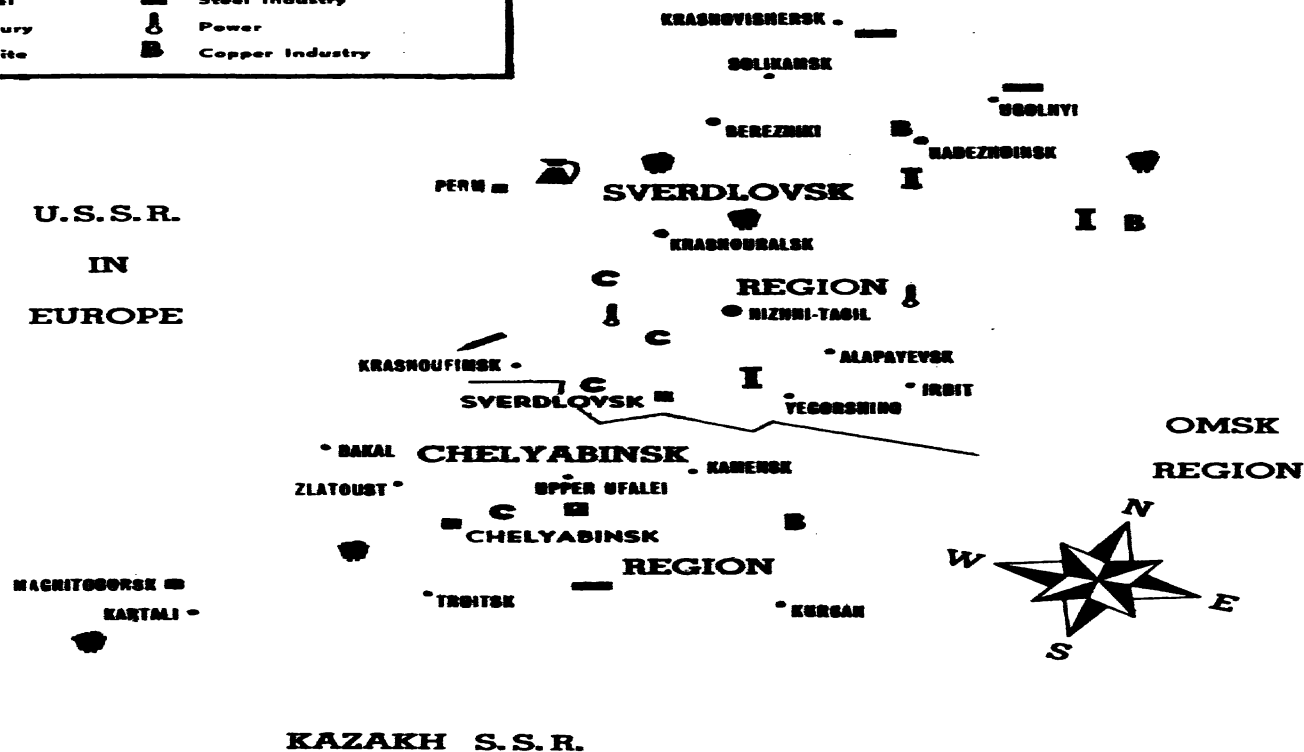 Steel Industry
ury Power
ite B Copper Industry
KRASNOVISHERSK
SOLIKAMSK
UGOLNYI
BEREZNIKI
B
NADEZHDINSK
PERM
SVERDLOVSK
I
U.S.S.R.
I B
KRASNOURALSK
IN
C
REGION
EUROPE
NIZHNI-TAGIL
C
ALAPAYEVSK
KRASNOUFIMSK
I
C
IRBIT
SVERDLOVSK
YEGORSHINO
OMSK
BAKAL
CHELYABINSK
KAMENSK
REGION
ZLATOUST
UPPER UFALEI
N
C
B
CHELYABINSK
W
REGION
MAGNITOGORSK
TROITSK
E
KARTALI
KURGAN
S
KAZAKH S.S.R.